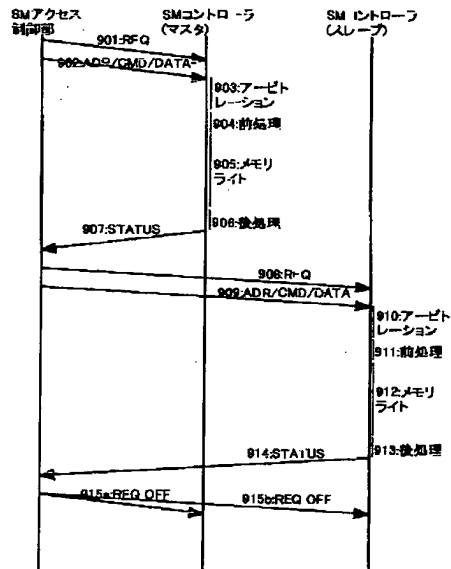 SMアクセス
制御部
SMコントローラ
(マスタ)
SMコントローラ
(スレーブ)
901:REQ
902:ADR/CMD/DATA
903:アービト
レーション
904:前処理
905:メモリ
ライト
906:後処理
907:STATUS
908:REQ
909:ADR/CMD/DATA
910:アービト
レーション
911:前処理
912:メモリ
ライト
913:後処理
914:STATUS
915a:REQ OFF
915b:REQ OFF